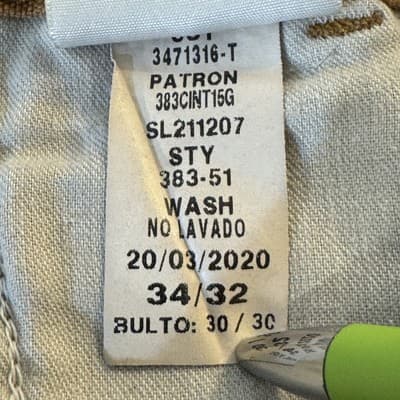 3471316-T
PATRON
383CINT15G
SL211207
STY
383-51
WASH
NO LAVADO
20/03/2020
34/32
BULTO: 30 / 30